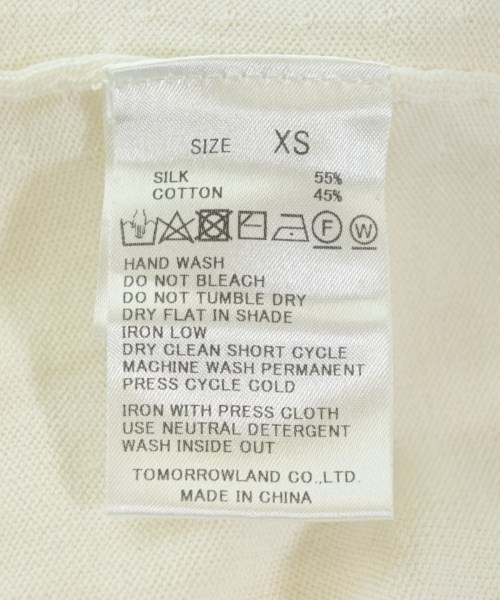 SIZE XS
SILK 55%
COTTON 45%
F W
HAND WASH
DO NOT BLEACH
DO NOT TUMBLE DRY
DRY FLAT IN SHADE
IRON LOW
DRY CLEAN SHORT CYCLE
MACHINE WASH PERMANENT
PRESS CYCLE COLD
IRON WITH PRESS CLOTH
USE NEUTRAL DETERGENT
WASH INSIDE OUT
TOMORROWLAND CO.,LTD.
MADE IN CHINA